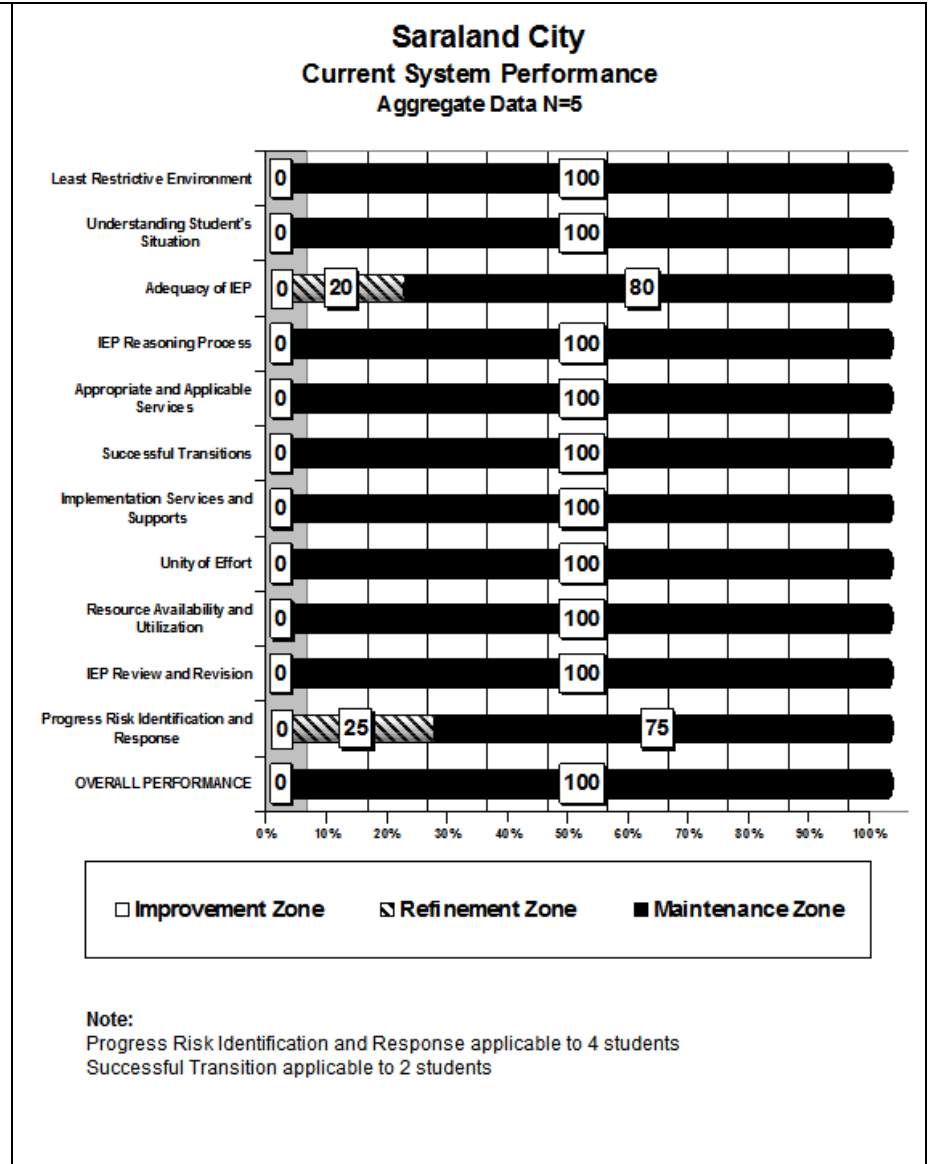 Saraland City
Current System Performance
Aggregate Data N=5
Least Restrictive Environment
0
100
Understanding Student's
Situation
0
100
Adequacy of IEP
0
20
80
IEP Reasoning Process
0
100
Appropriate and Applicable
Services
0
100
Successful Transitions
0
100
Implementation Services and
Supports
0
100
Unity of Effort
0
100
Resource Availability and
Utilization
0
100
IEP Review and Revision
0
100
Progress Risk Identification and
Response
0
25
75
OVERALL PERFORMANCE
0
100
0% 10% 20% 30% 40% 50% 60% 70% 80% 90% 100%
Improvement Zone Refinement Zone Maintenance Zone
Note:
Progress Risk Identification and Response applicable to 4 students
Successful Transition applicable to 2 students